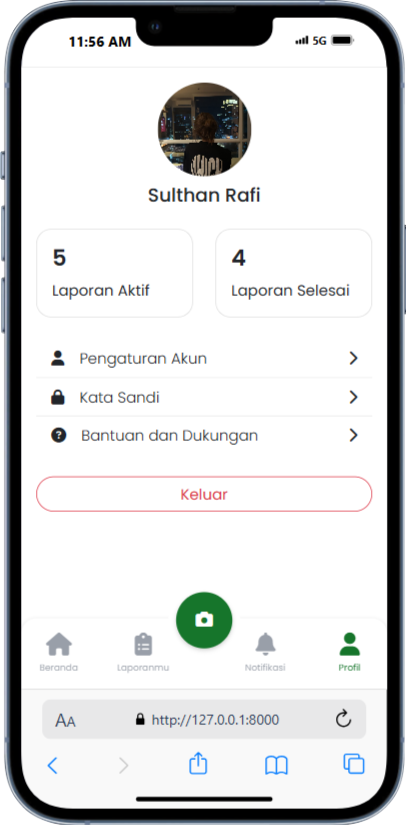 11:56 AM
5G
Sulthan Rafi
5
Laporan Aktif
4
Laporan Selesai
Pengaturan Akun
Kata Sandi
Bantuan dan Dukungan
Keluar
Beranda
Laporanmu
Notifikasi
Profil
AA
http://127.0.0.1:8000